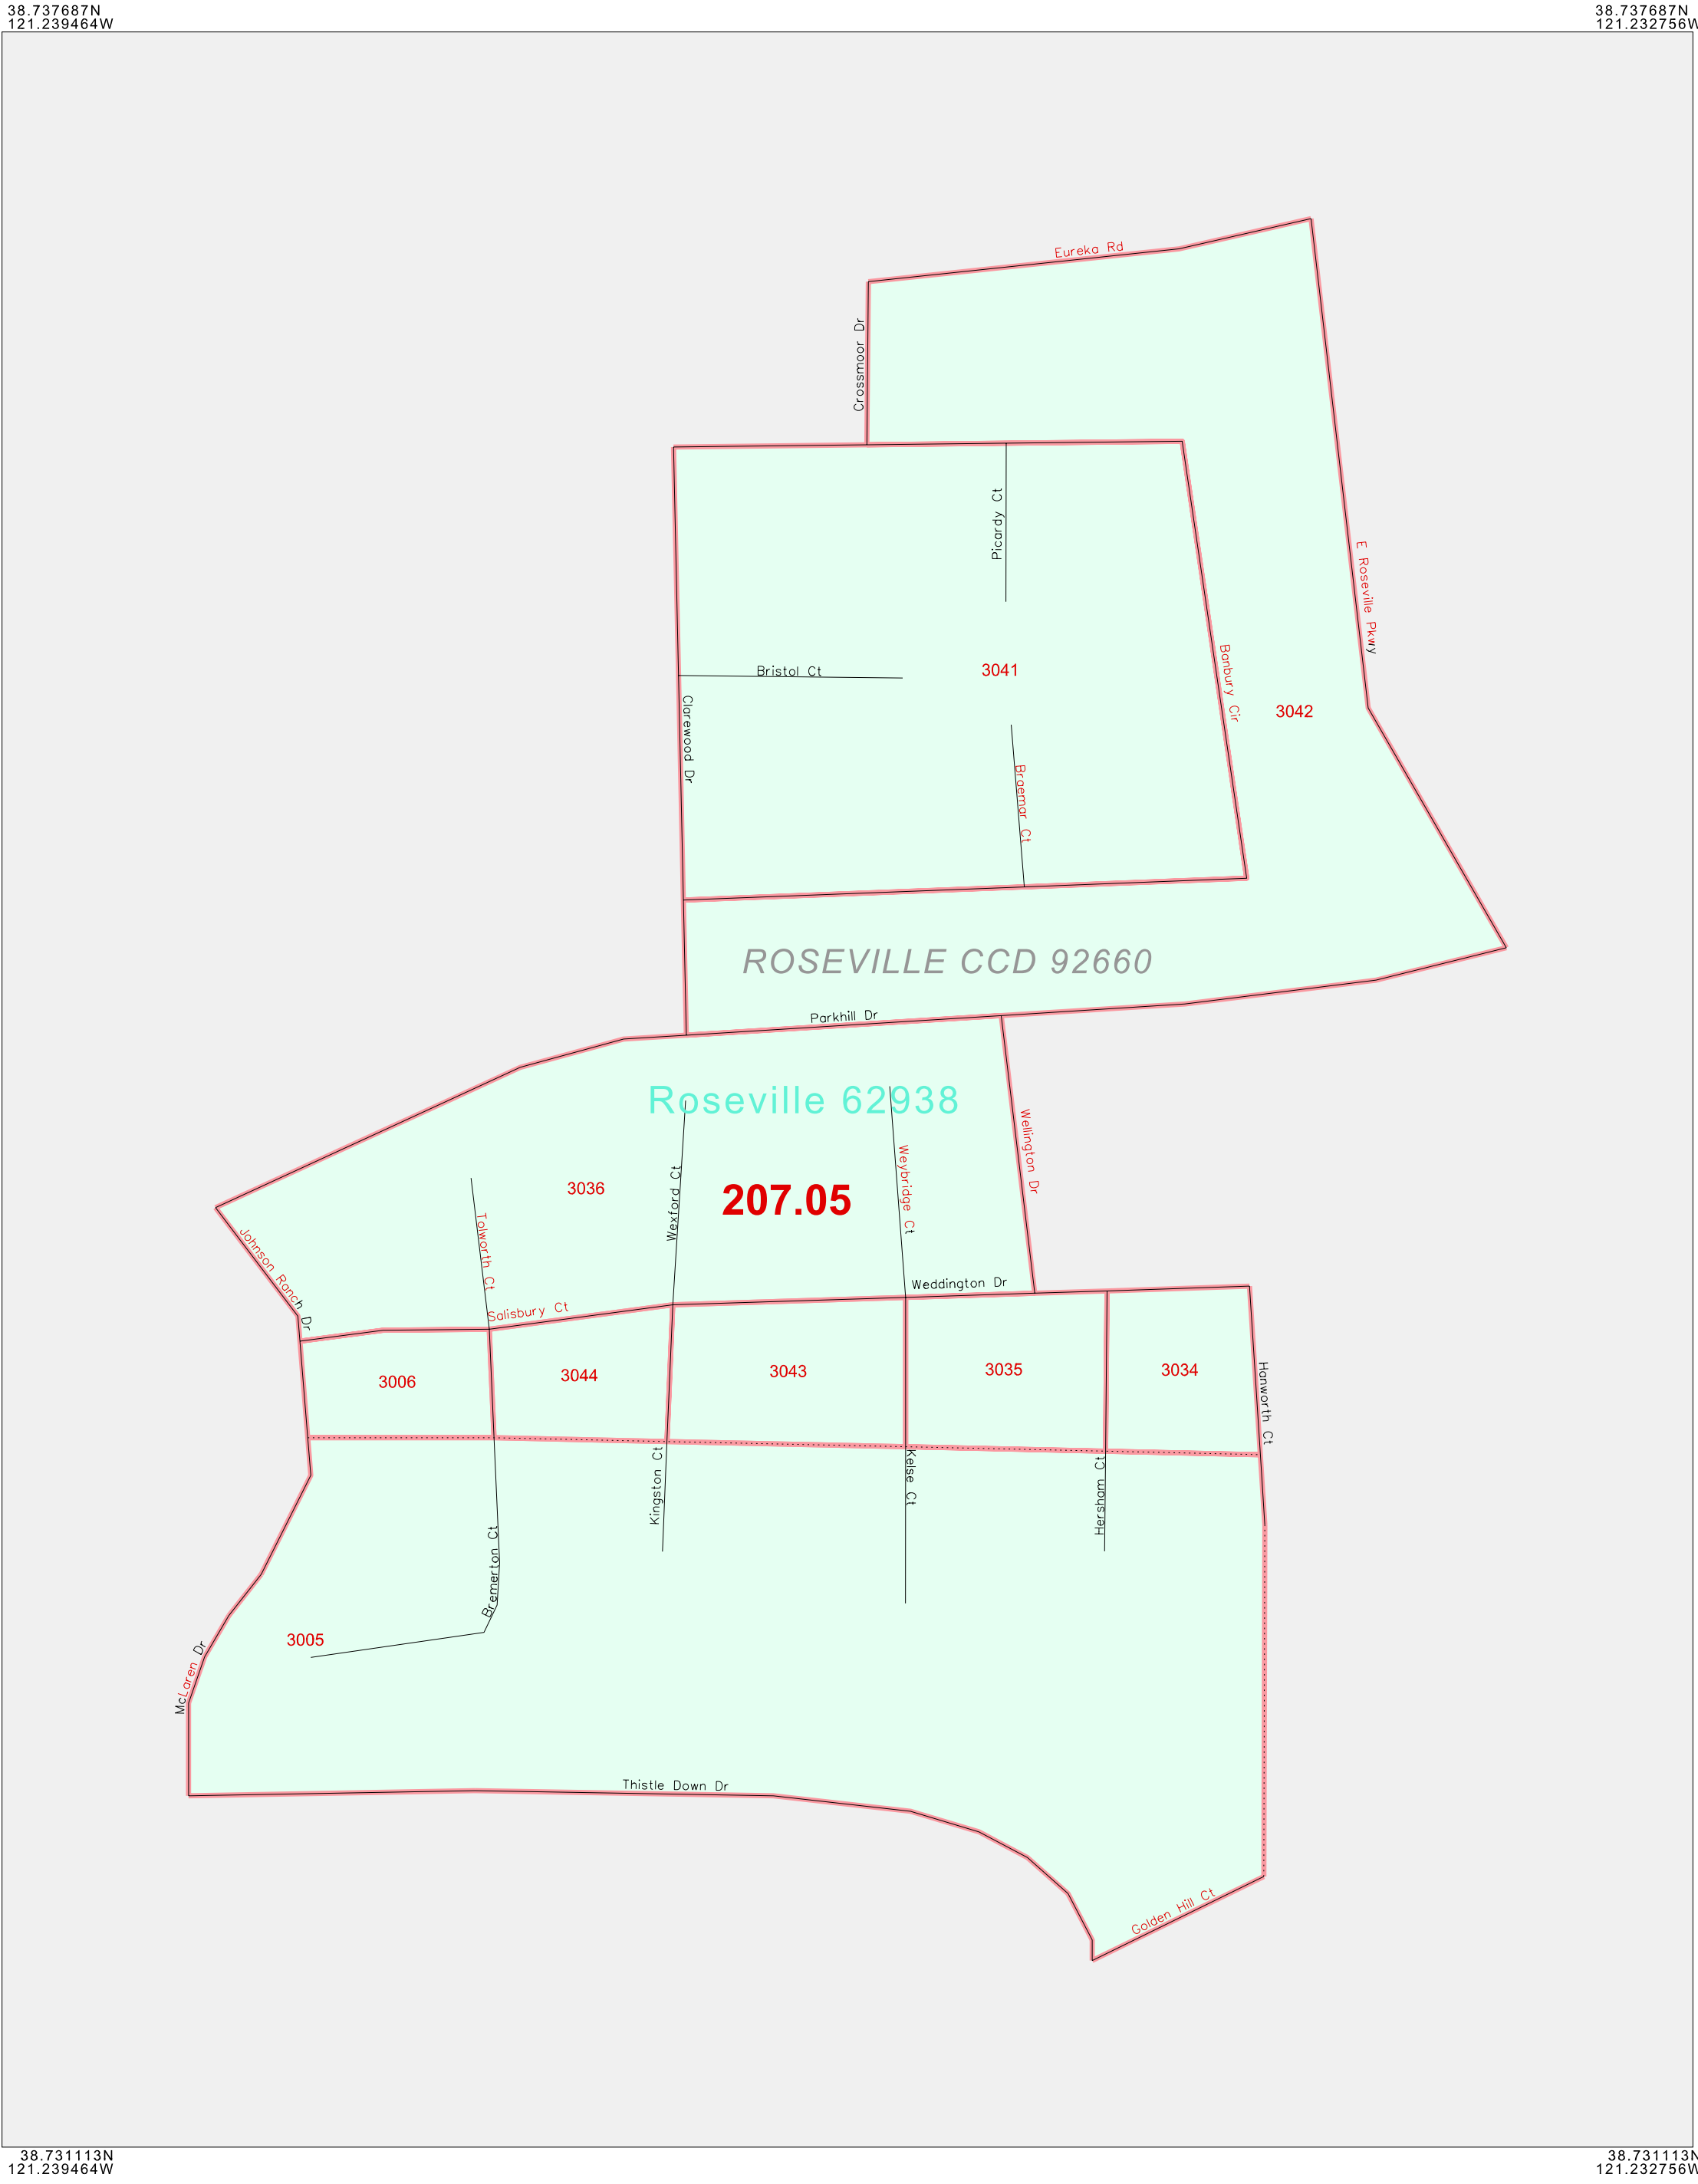 38.737687N
121.239464W
38.737687N
121.232756W
Eureka Rd
Crossmoor Dr
Picardy Ct
E Roseville Pkwy
Bristol Ct
3041
Banbury Cir
3042
Clarewood Dr
Braemar Ct
ROSEVILLE CCD 92660
Parkhill Dr
Roseville 62938
Wellington Dr
Weybridge Ct
3036
Wexford Ct
207.05
Tolworth Ct
Johnson Ranch Dr
Weddington Dr
Salisbury Ct
3006
3044
3043
3035
3034
Hanworth Ct
Kingston Ct
Kelse Ct
Hersham Ct
Bremerton Ct
3005
McLaren Dr
Thistle Down Dr
Golden Hill Ct
38.731113N
121.239464W
38.731113N
121.232756W